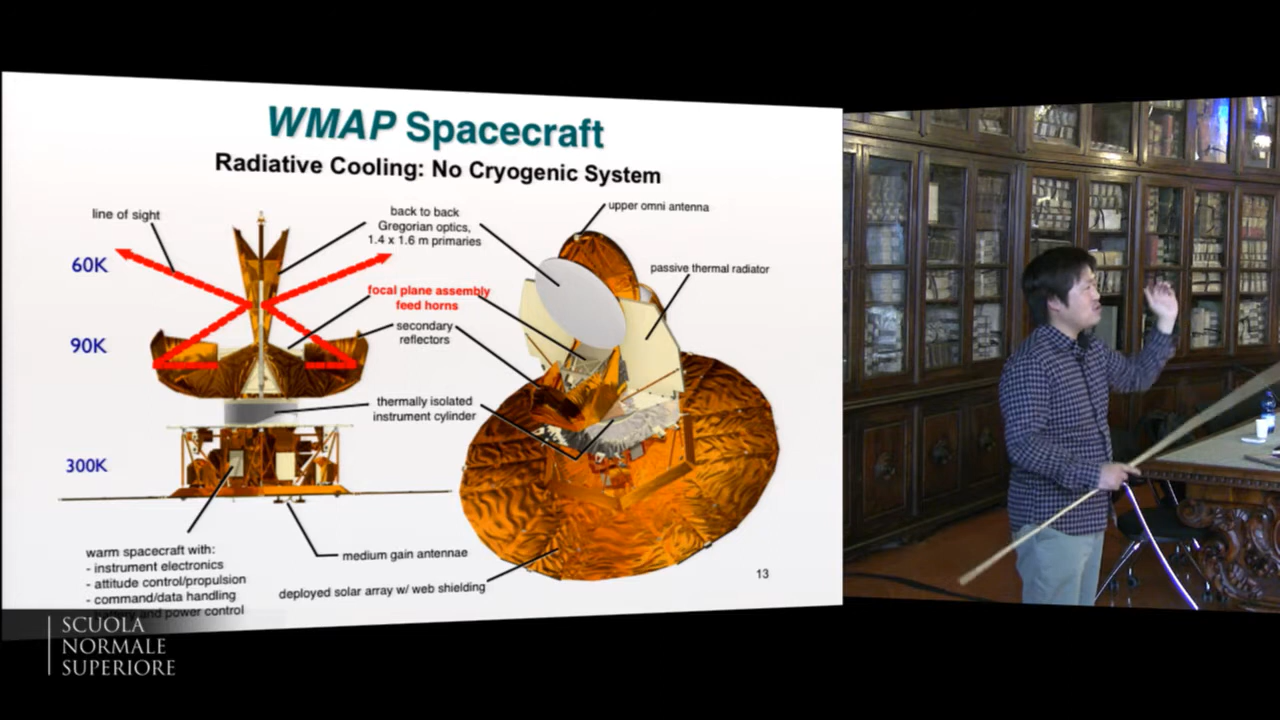 WMAP Spacecraft
Radiative Cooling: No Cryogenic System
line of sight
back to back
Gregorian optics,
1.4 x 1.6 m primaries
upper omni antenna
60K
passive thermal radiator
focal plane assembly
feed horns
secondary
reflectors
90K
thermally isolated
instrument cylinder
300K
warm spacecraft with:
- instrument electronics
- attitude control/propulsion
- command/data handling
- battery and power control
medium gain antennae
deployed solar array w/ web shielding
13
SCUOLA
NORMALE
SUPERIORE